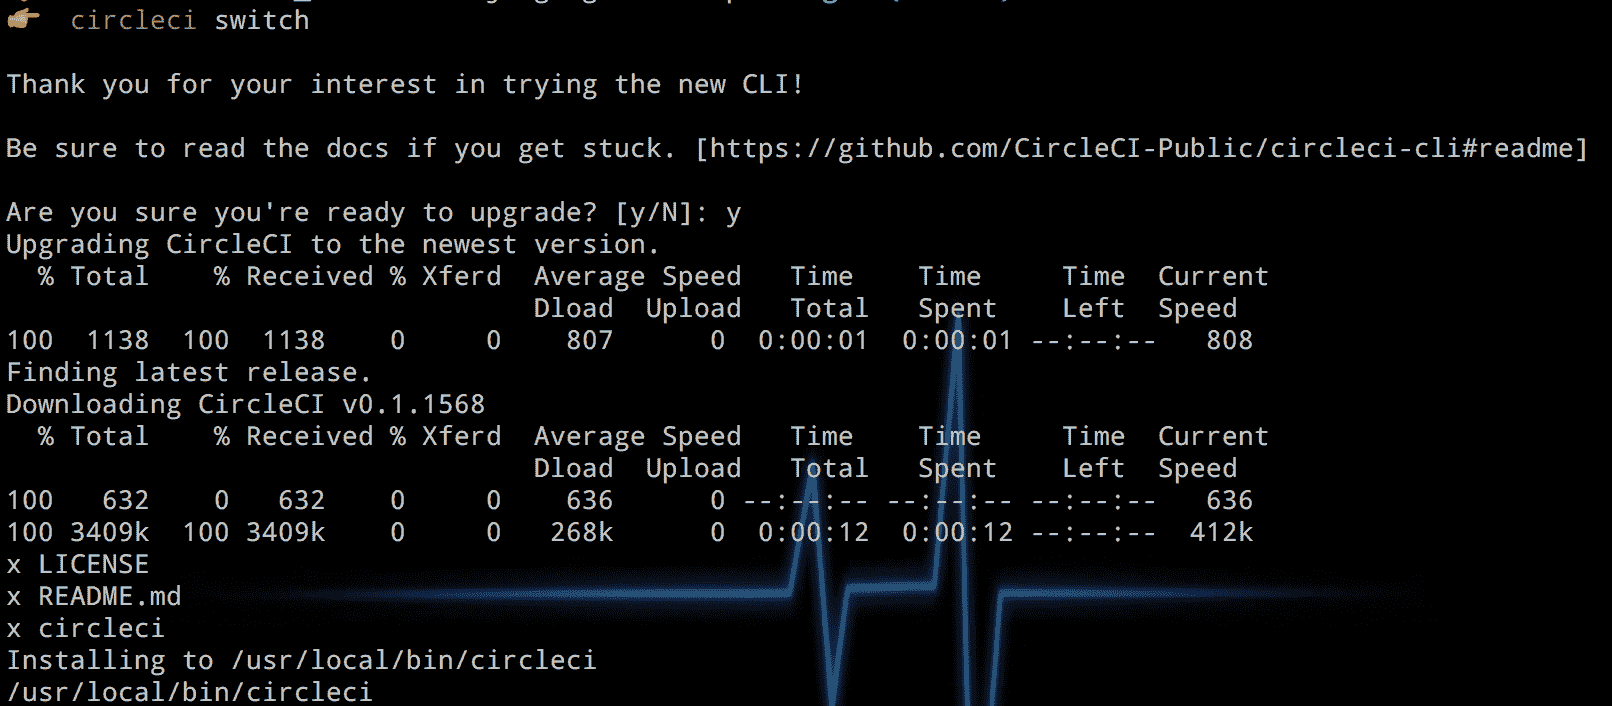 circleci switch
Thank you for your interest in trying the new CLI!
Be sure to read the docs if you get stuck. [https://github.com/CircleCI-Public/circleci-cli#readme]
Are you sure you're ready to upgrade? [y/N]: y
Upgrading CircleCI to the newest version.
  % Total    % Received % Xferd  Average Speed   Time    Time     Time  Current
                                 Dload  Upload   Total   Spent    Left  Speed
100  1138  100  1138    0     0    807      0  0:00:01  0:00:01 --:--:--   808
Finding latest release.
Downloading CircleCI v0.1.1568
  % Total    % Received % Xferd  Average Speed   Time    Time     Time  Current
                                 Dload  Upload   Total   Spent    Left  Speed
100   632    0   632    0     0    636      0 --:--:-- --:--:-- --:--:--   636
100 3409k  100 3409k    0     0   268k      0  0:00:12  0:00:12 --:--:--  412k
x LICENSE
x README.md
x circleci
Installing to /usr/local/bin/circleci
/usr/local/bin/circleci